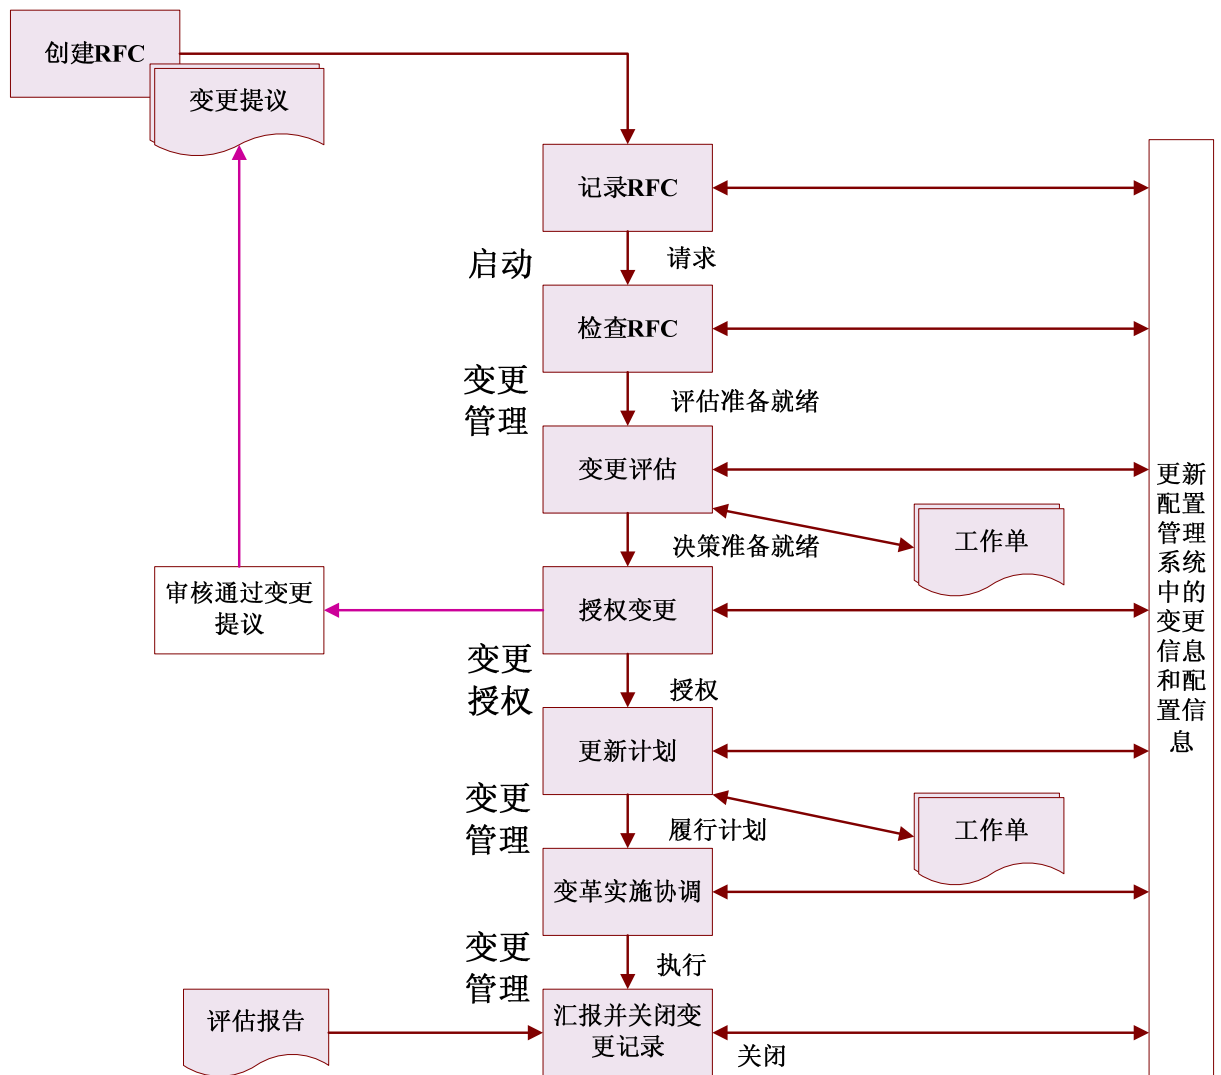 创建RFC
变更提议
记录RFC
启动
请求
检查RFC
变更
管理
评估准备就绪
变更评估
决策准备就绪
工作单
审核通过变更
提议
授权变更
变更
授权
授权
更新计划
变更
管理
履行计划
工作单
变革实施协调
变更
管理
执行
评估报告
汇报并关闭变
更记录
关闭
更新
配置
管理
系统
中的
变更
信息
和配
置信
息